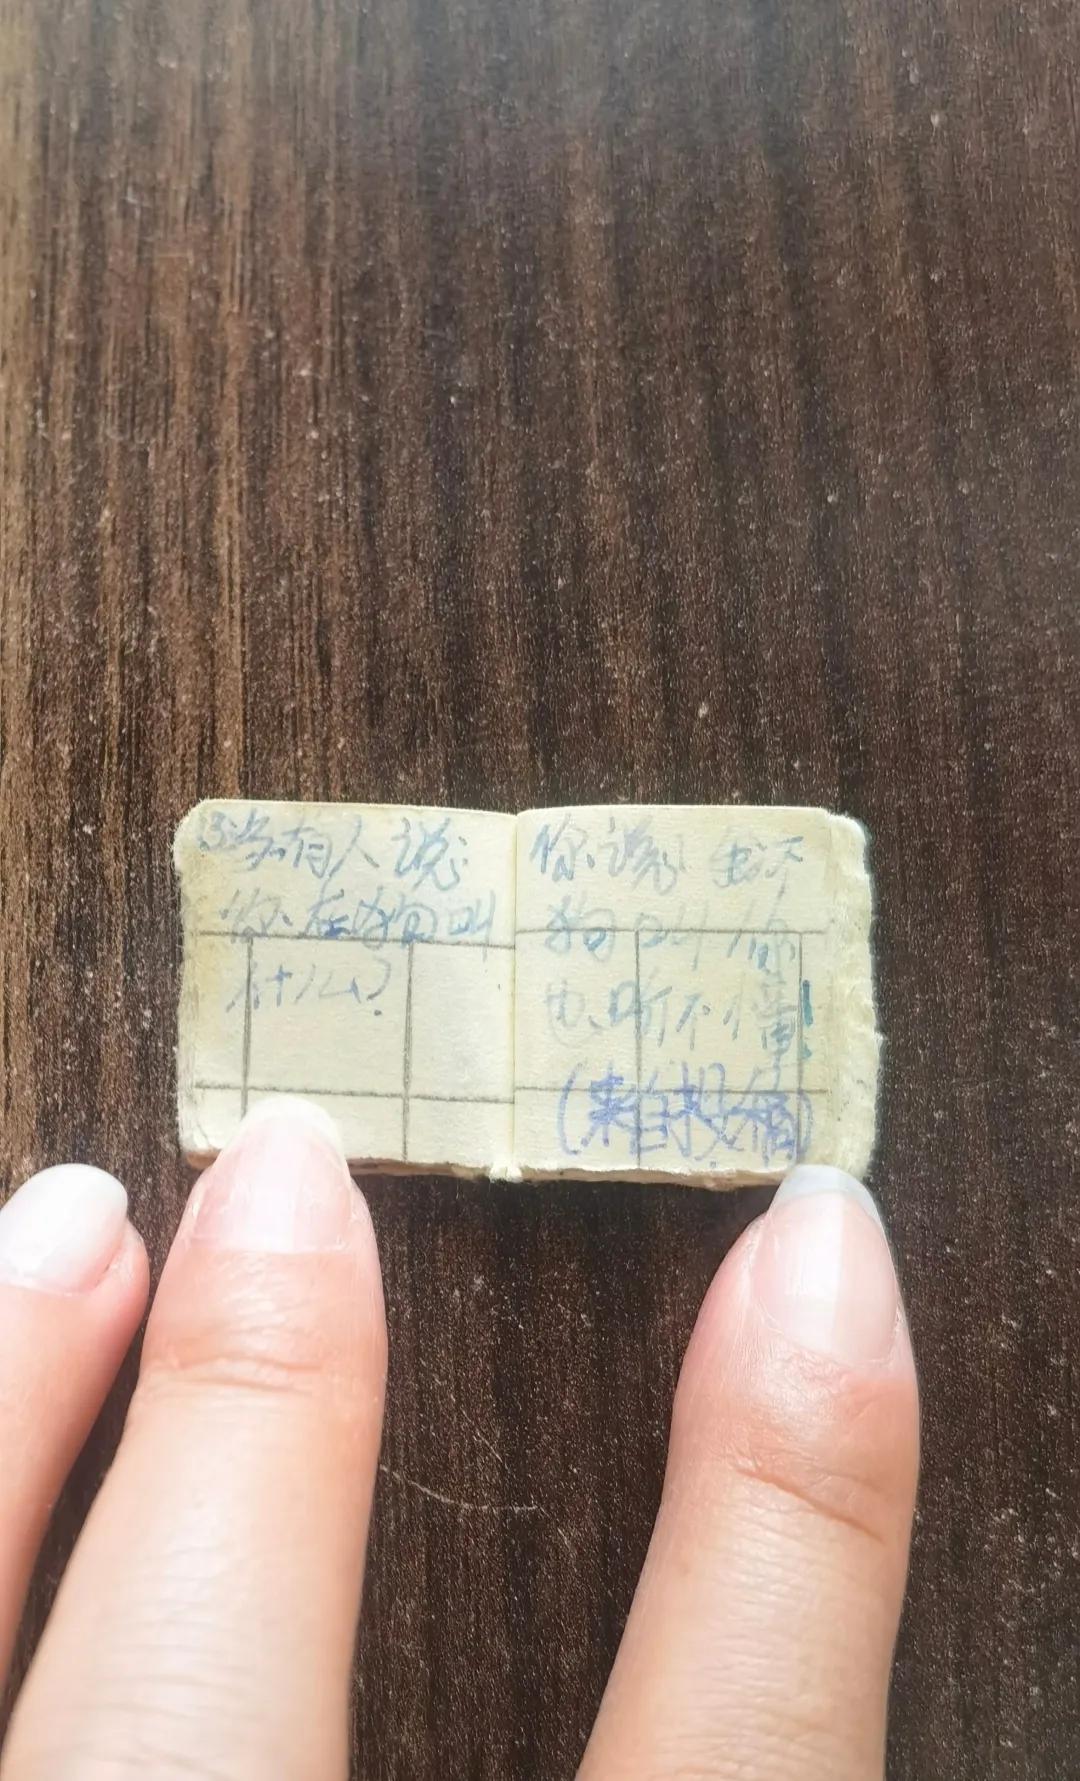 3当有人说:
你在狗叫
什么?
你说: 我不
狗叫你
也听不懂!
(来自投稿)